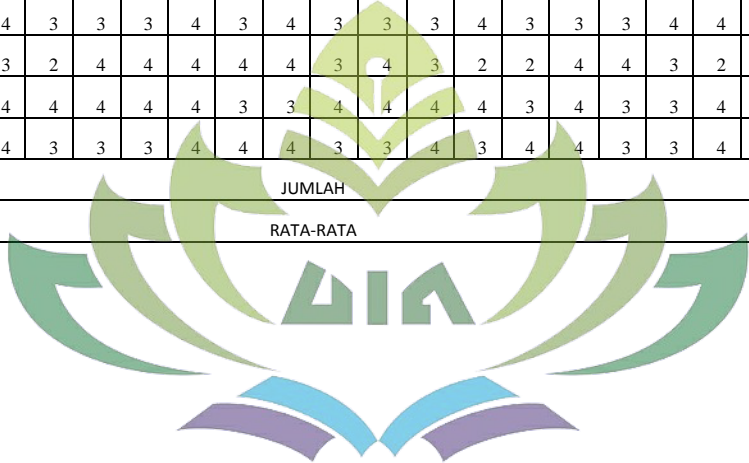 4 3 3 3 4 3 4 3 3 3 4 3 3 3 4 4
3 2 4 4 4 4 4 3 4 3 2 2 4 4 3 2
4 4 4 4 4 3 3 4 4 4 4 3 4 3 3 4
4 3 3 3 4 4 4 3 3 4 3 4 4 3 3 4
JUMLAH
RATA-RATA
UIN